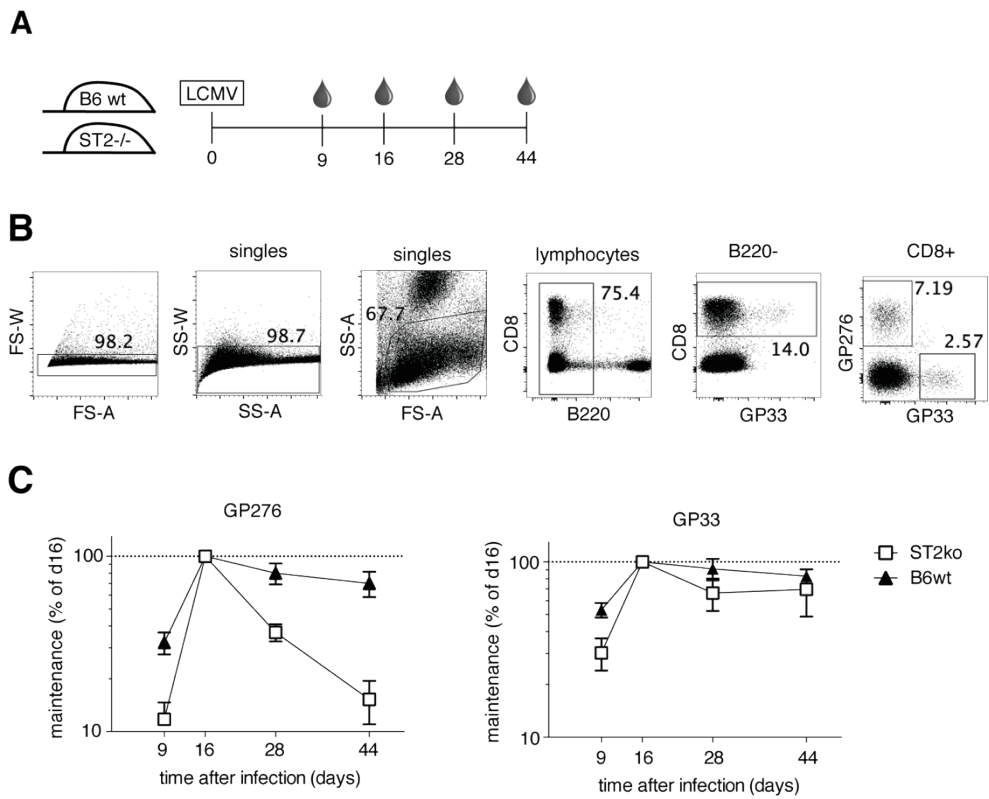 A
B6 wt
ST2-/-
LCMV
0 9 16 28 44
B
singles singles lymphocytes B220- CD8+
FS-W 98.2 FS-A
SS-W 98.7 SS-A
SS-A 67.7 FS-A
CD8 75.4 B220
CD8 14.0 GP33
GP276 7.19 2.57 GP33
C
GP276
maintenance (% of d16)
100
10
9 16 28 44
time after infection (days)
GP33
maintenance (% of d16)
100
10
9 16 28 44
time after infection (days)
ST2ko
B6wt